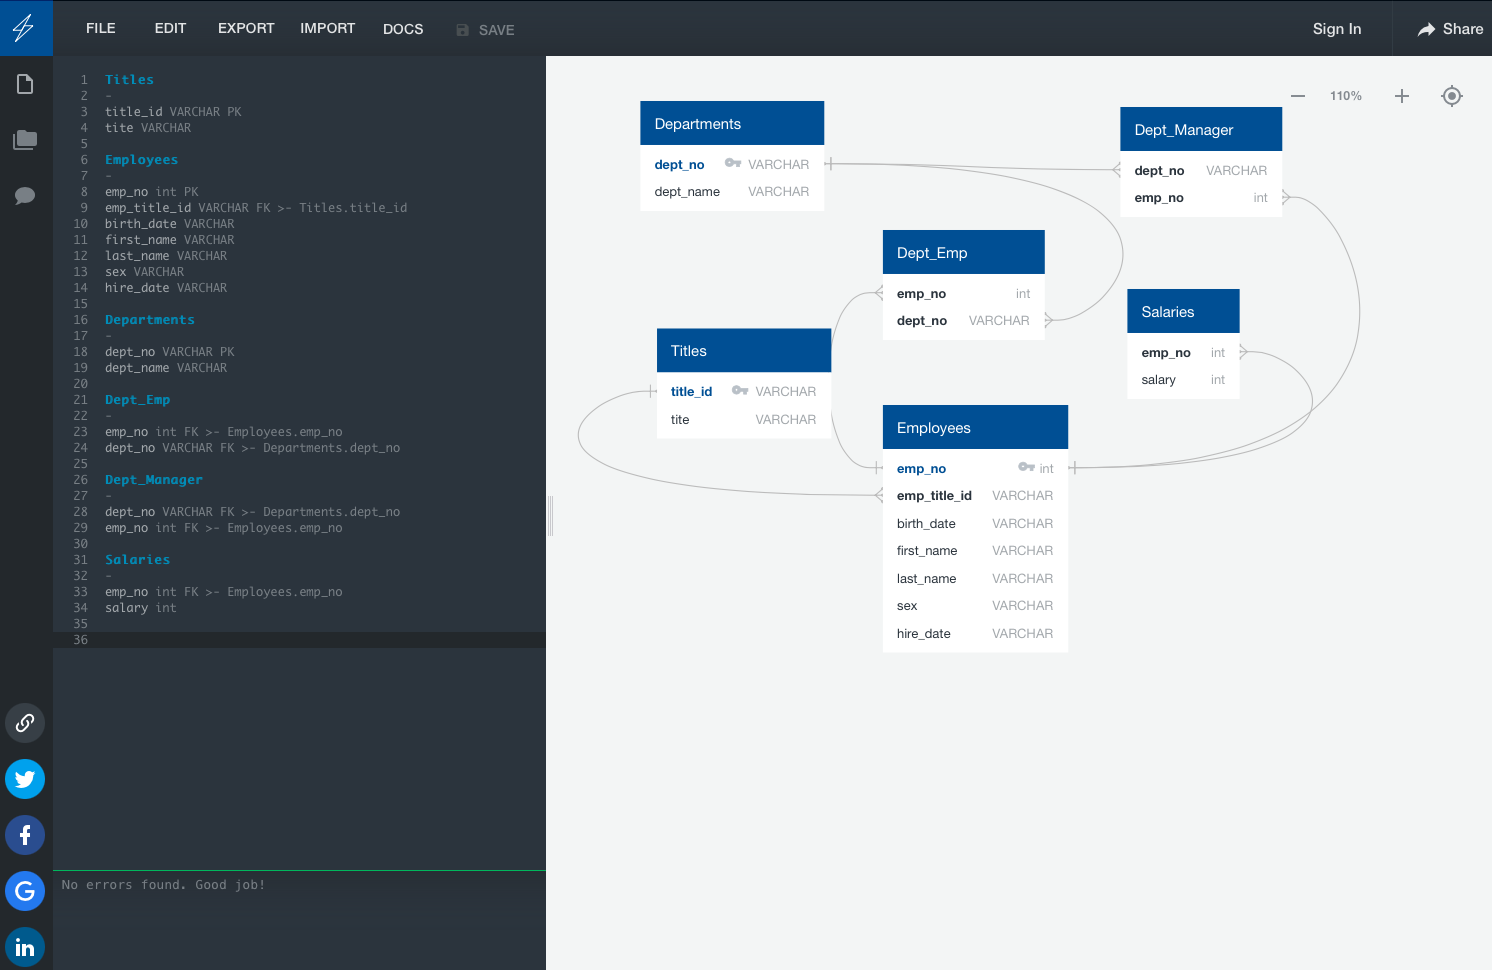 FILE EDIT EXPORT IMPORT DOCS SAVE Sign In Share
1 Titles
2 -
3 title_id VARCHAR PK
4 tite VARCHAR
5
6 Employees
7 -
8 emp_no int PK
9 emp_title_id VARCHAR FK >- Titles.title_id
10 birth_date VARCHAR
11 first_name VARCHAR
12 last_name VARCHAR
13 sex VARCHAR
14 hire_date VARCHAR
15
16 Departments
17 -
18 dept_no VARCHAR PK
19 dept_name VARCHAR
20
21 Dept_Emp
22 -
23 emp_no int FK >- Employees.emp_no
24 dept_no VARCHAR FK >- Departments.dept_no
25
26 Dept_Manager
27 -
28 dept_no VARCHAR FK >- Departments.dept_no
29 emp_no int FK >- Employees.emp_no
30
31 Salaries
32 -
33 emp_no int FK >- Employees.emp_no
34 salary int
35
36
No errors found. Good job!
110%
Departments
dept_no VARCHAR
dept_name VARCHAR
Dept_Manager
dept_no VARCHAR
emp_no int
Dept_Emp
emp_no int
dept_no VARCHAR
Salaries
emp_no int
salary int
Titles
title_id VARCHAR
tite VARCHAR
Employees
emp_no int
emp_title_id VARCHAR
birth_date VARCHAR
first_name VARCHAR
last_name VARCHAR
sex VARCHAR
hire_date VARCHAR
f
G
in